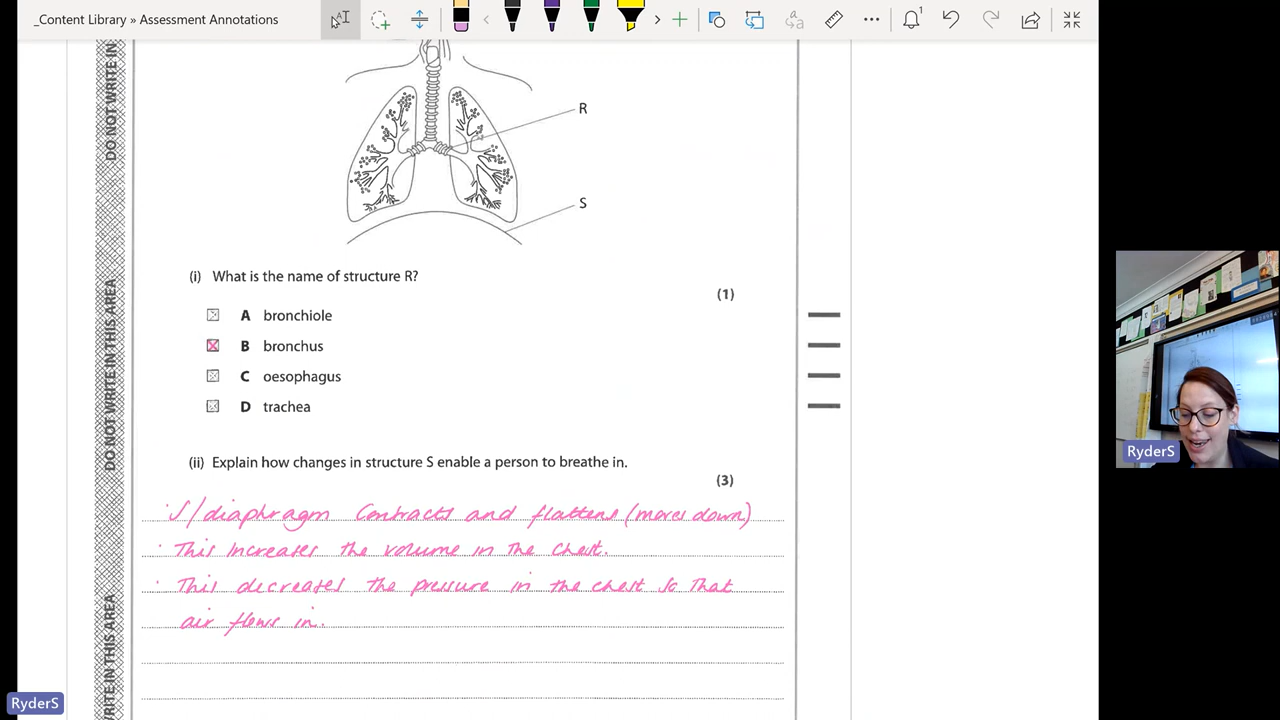 _Content Library » Assessment Annotations
DO NOT WRITE IN
R
S
(i) What is the name of structure R?
(1)
A bronchiole
B bronchus
C oesophagus
D trachea
DO NOT WRITE IN THIS AREA
(ii) Explain how changes in structure S enable a person to breathe in.
(3)
· S/diaphragm Contracts and flattens (moves down)
· This increases the volume in the chest.
· This decreases the pressure in the chest so that
air flows in.
WRITE IN THIS AREA
RyderS
RyderS